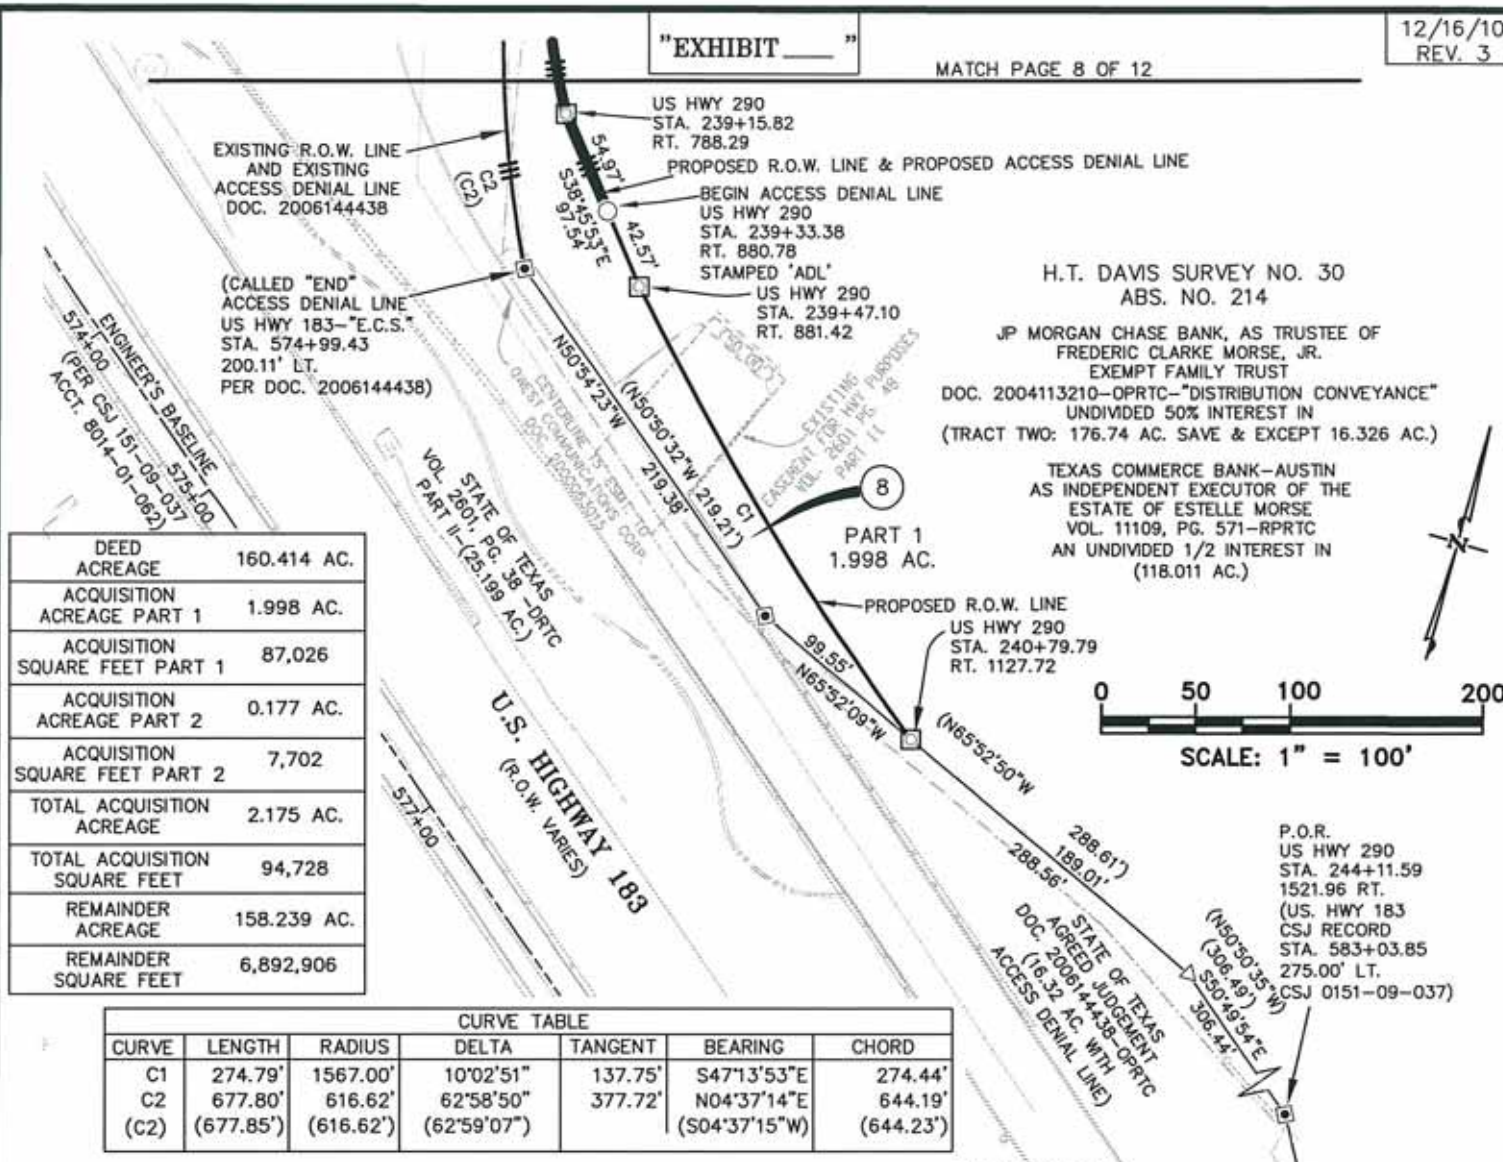 "EXHIBIT ____ "
12/16/10
REV. 3
MATCH PAGE 8 OF 12
US HWY 290
STA. 239+15.82
RT. 788.29
EXISTING R.O.W. LINE
AND EXISTING
ACCESS DENIAL LINE
DOC. 2006144438
C2
(C2)
54.97'
S38°45'53"E
97.54'
PROPOSED R.O.W. LINE & PROPOSED ACCESS DENIAL LINE
BEGIN ACCESS DENIAL LINE
US HWY 290
STA. 239+33.38
RT. 880.78
STAMPED 'ADL'
42.57'
US HWY 290
STA. 239+47.10
RT. 881.42
(CALLED "END"
ACCESS DENIAL LINE
US HWY 183-"E.C.S."
STA. 574+99.43
200.11' LT.
PER DOC. 2006144438)
H.T. DAVIS SURVEY NO. 30
ABS. NO. 214
JP MORGAN CHASE BANK, AS TRUSTEE OF
FREDERIC CLARKE MORSE, JR.
EXEMPT FAMILY TRUST
DOC. 2004113210-OPRTC-"DISTRIBUTION CONVEYANCE"
UNDIVIDED 50% INTEREST IN
(TRACT TWO: 176.74 AC. SAVE & EXCEPT 16.326 AC.)
TEXAS COMMERCE BANK-AUSTIN
AS INDEPENDENT EXECUTOR OF THE
ESTATE OF ESTELLE MORSE
VOL. 11109, PG. 571-RPRTC
AN UNDIVIDED 1/2 INTEREST IN
(118.011 AC.)
ENGINEER'S BASELINE
574+00
575+00
(PER CSJ 151-09-037
ACCT. 8014-01-062)
N50°54'23"W
219.38'
(N50°50'32"W 219.21')
C1
CENTERLINE 15' ESMT. TO
QWEST COMMUNICATIONS CORP.
EXISTING
EASEMENT FOR HWY PURPOSES
VOL. 2601 PG. 48
PART II
STATE OF TEXAS
VOL. 2601, PG. 38 -DRTC
PART II-(25.199 AC.)
8
PART 1
1.998 AC.
PROPOSED R.O.W. LINE
US HWY 290
STA. 240+79.79
RT. 1127.72
N
99.55'
N65°52'09"W
(N65°52'50"W
288.61')
189.01'
288.56'
0 50 100 200
SCALE: 1" = 100'
U.S. HIGHWAY 183
(R.O.W. VARIES)
577+00
STATE OF TEXAS
AGREED JUDGEMENT
DOC. 2006144438-OPRTC
(16.32 AC. WITH
ACCESS DENIAL LINE)
(N50°50'35"W)
(306.49')
S50°49'54"E
306.44'
P.O.R.
US HWY 290
STA. 244+11.59
1521.96 RT.
(US. HWY 183
CSJ RECORD
STA. 583+03.85
275.00' LT.
CSJ 0151-09-037)
DEED
ACREAGE 160.414 AC.
ACQUISITION
ACREAGE PART 1 1.998 AC.
ACQUISITION
SQUARE FEET PART 1 87,026
ACQUISITION
ACREAGE PART 2 0.177 AC.
ACQUISITION
SQUARE FEET PART 2 7,702
TOTAL ACQUISITION
ACREAGE 2.175 AC.
TOTAL ACQUISITION
SQUARE FEET 94,728
REMAINDER
ACREAGE 158.239 AC.
REMAINDER
SQUARE FEET 6,892,906
CURVE TABLE
CURVE LENGTH RADIUS DELTA TANGENT BEARING CHORD
C1 274.79' 1567.00' 10°02'51" 137.75' S47°13'53"E 274.44'
C2 677.80' 616.62' 62°58'50" 377.72' N04°37'14"E 644.19'
(C2) (677.85') (616.62') (62°59'07") (S04°37'15"W) (644.23')